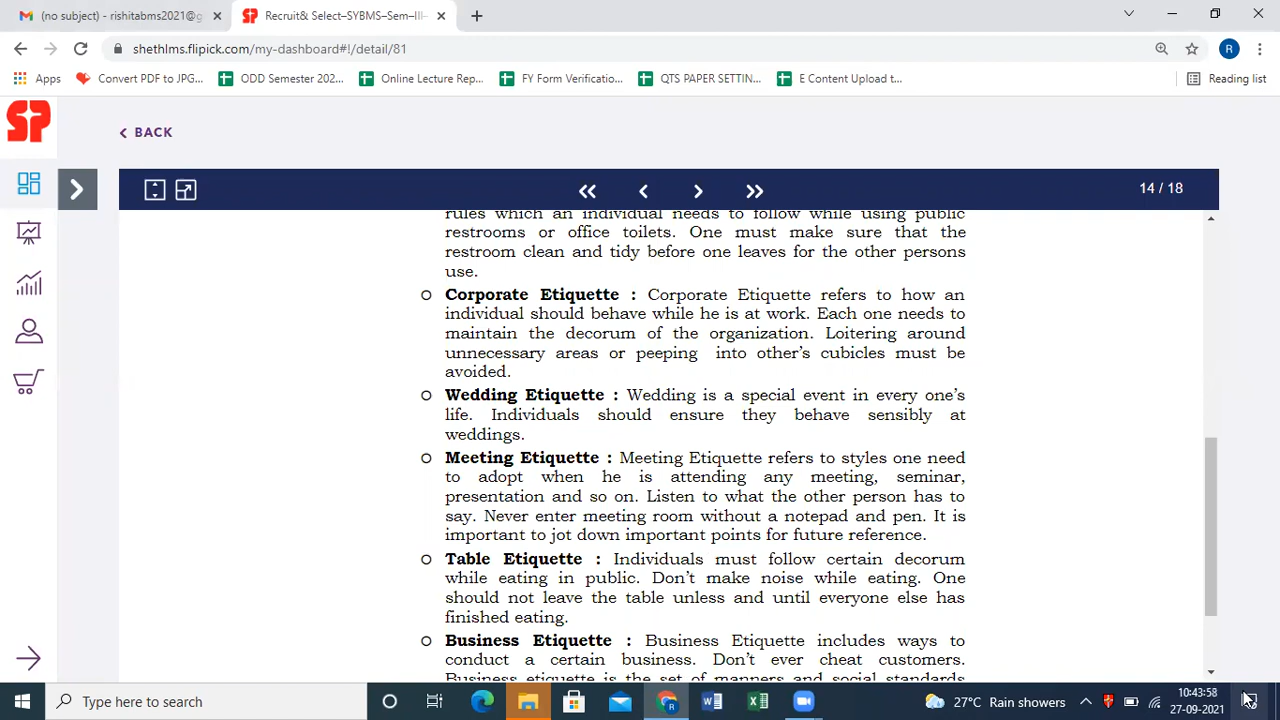 (no subject) - rishitabms2021@g
Recruit& Select–SYBMS–Sem–III–
shethlms.flipick.com/my-dashboard#!/detail/81
R
Apps
Convert PDF to JPG...
ODD Semester 202...
Online Lecture Rep...
FY Form Verificatio...
QTS PAPER SETTIN...
E Content Upload t...
Reading list
SP
BACK
14 / 18
rules which an individual needs to follow while using public
restrooms or office toilets. One must make sure that the
restroom clean and tidy before one leaves for the other persons
use.
Corporate Etiquette : Corporate Etiquette refers to how an
individual should behave while he is at work. Each one needs to
maintain the decorum of the organization. Loitering around
unnecessary areas or peeping into other's cubicles must be
avoided.
Wedding Etiquette : Wedding is a special event in every one's
life. Individuals should ensure they behave sensibly at
weddings.
Meeting Etiquette : Meeting Etiquette refers to styles one need
to adopt when he is attending any meeting, seminar,
presentation and so on. Listen to what the other person has to
say. Never enter meeting room without a notepad and pen. It is
important to jot down important points for future reference.
Table Etiquette : Individuals must follow certain decorum
while eating in public. Don't make noise while eating. One
should not leave the table unless and until everyone else has
finished eating.
Business Etiquette : Business Etiquette includes ways to
conduct a certain business. Don't ever cheat customers.
Business etiquette is the set of manners and social standards
Type here to search
27°C Rain showers
10:43:58
27-09-2021